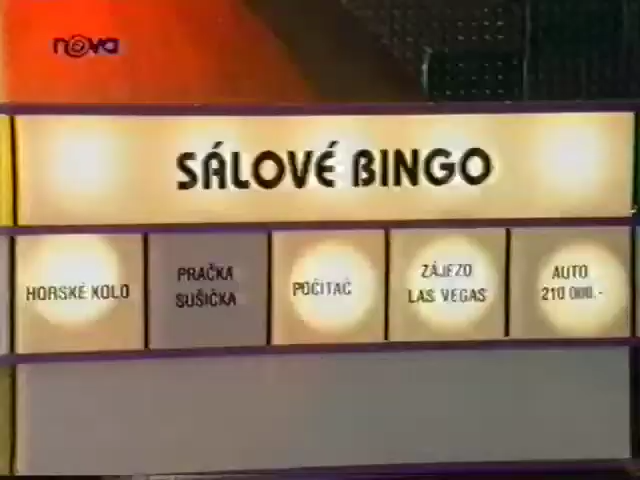 nova
SÁLOVÉ BINGO
HORSKÉ KOLO
PRAČKA
SUŠIČKA
POČÍTAČ
ZÁJEZD
LAS VEGAS
AUTO
210 000.-